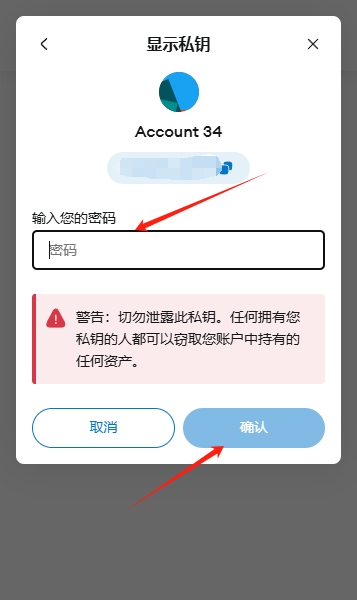 显示私钥
Account 34
输入您的密码
密码
警告：切勿泄露此私钥。任何拥有您
私钥的人都可以窃取您账户中持有的
任何资产。
取消
确认